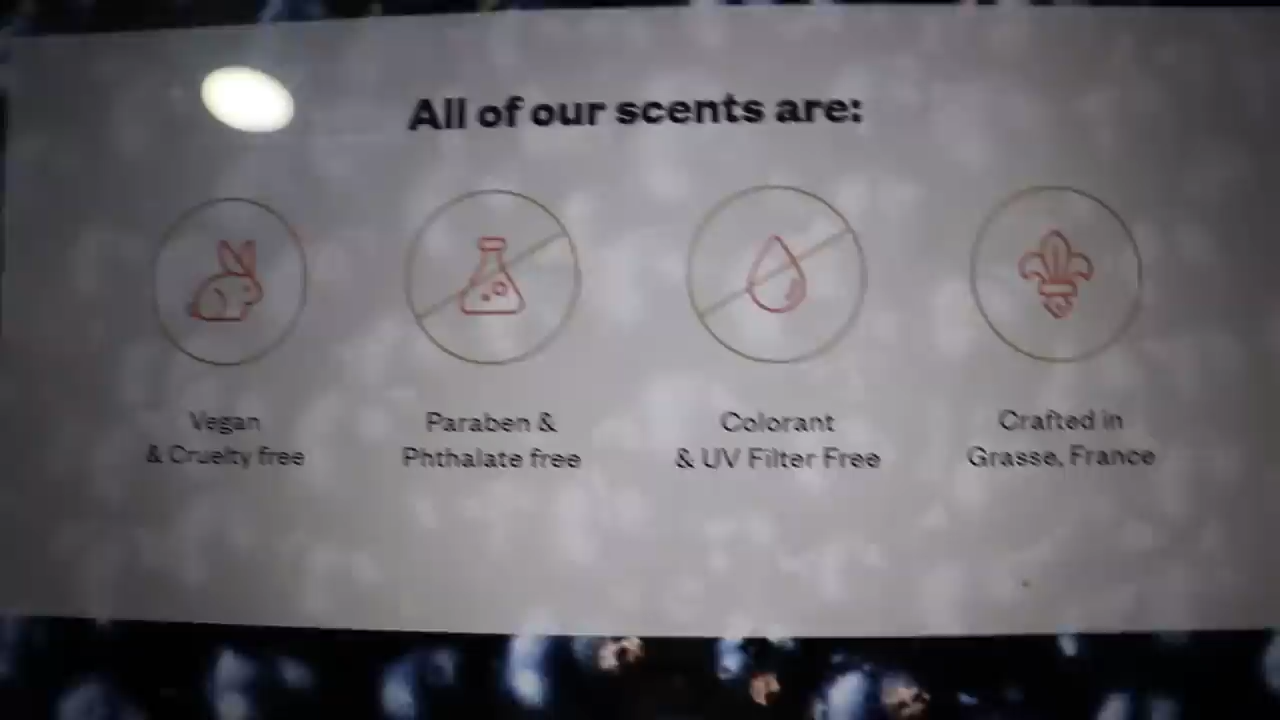 All of our scents are:
Vegan
& Cruelty free
Paraben &
Phthalate free
Colorant
& UV Filter Free
Crafted in
Grasse, France